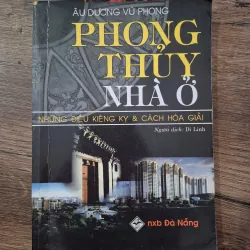 ÂU DƯƠNG VŨ PHONG
PHONG
THỦY
NHÀ Ở
NHỮNG ĐIỀU KIÊNG KỴ & CÁCH HÓA GIẢI
Người dịch: Di Linh
nxb Đà Nẵng